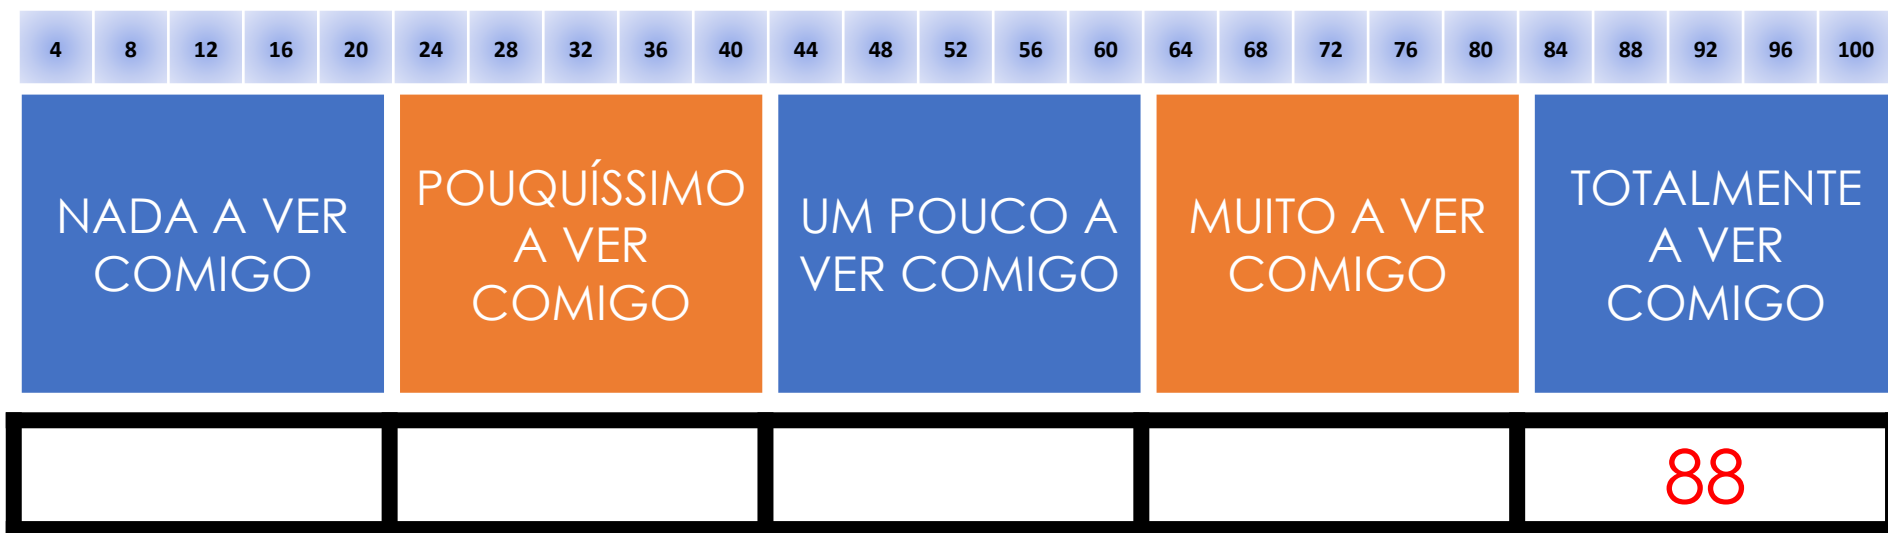 4 8 12 16 20 24 28 32 36 40 44 48 52 56 60 64 68 72 76 80 84 88 92 96 100
NADA A VER
COMIGO
POUQUÍSSIMO
A VER
COMIGO
UM POUCO A
VER COMIGO
MUITO A VER
COMIGO
TOTALMENTE
A VER
COMIGO
88